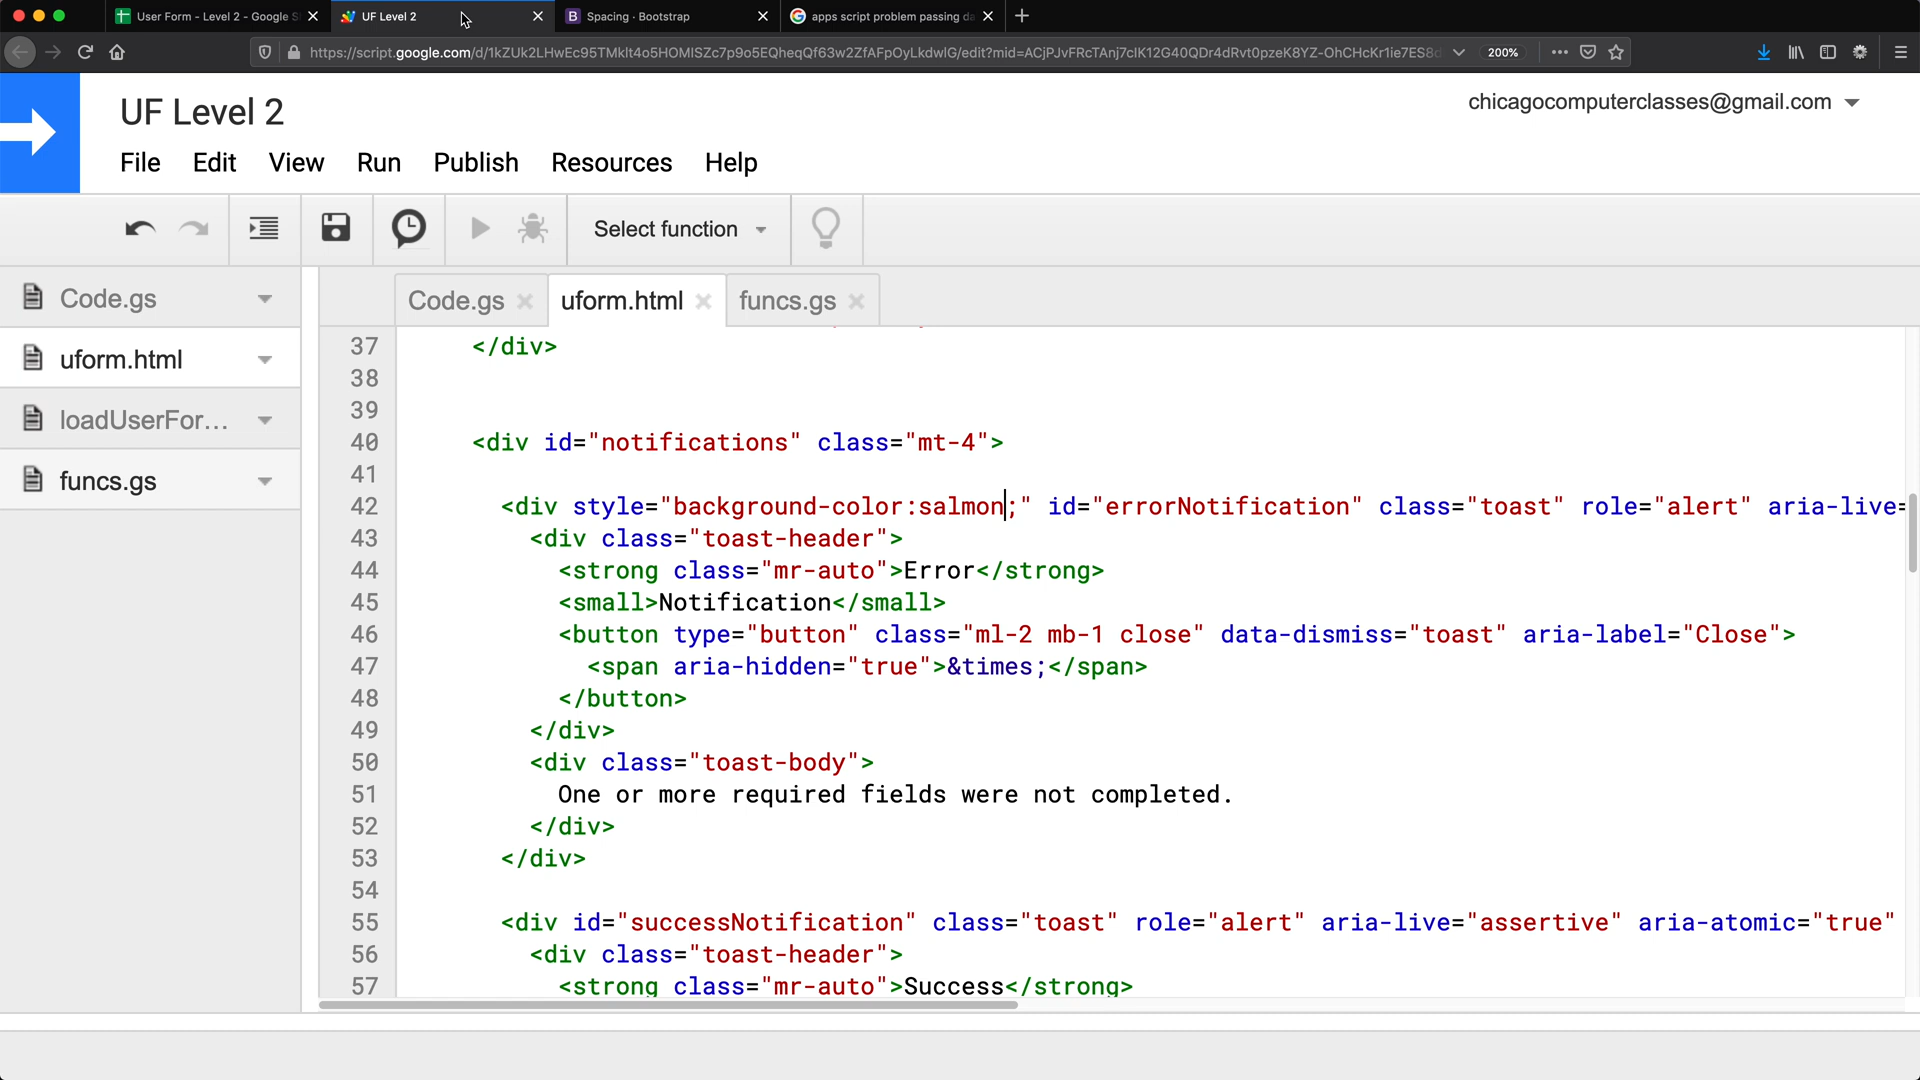 User Form - Level 2 - Google S
UF Level 2
B Spacing · Bootstrap
apps script problem passing da
https://script.google.com/d/1kZUk2LHwEc95TMklt4o5HOMISZc7p9o5EQheqQf63w2ZfAFpOyLkdwlG/edit?mid=ACjPJvFRcTAnj7clK12G40QDr4dRvt0pzeK8YZ-OhCHcKr1ie7ES8d
200%
UF Level 2
chicagocomputerclasses@gmail.com
File Edit View Run Publish Resources Help
Select function
Code.gs
uform.html
loadUserFor...
funcs.gs
Code.gs
uform.html
funcs.gs
37 </div>
38
39
40 <div id="notifications" class="mt-4">
41
42 <div style="background-color:salmon;" id="errorNotification" class="toast" role="alert" aria-live=
43 <div class="toast-header">
44 <strong class="mr-auto">Error</strong>
45 <small>Notification</small>
46 <button type="button" class="ml-2 mb-1 close" data-dismiss="toast" aria-label="Close">
47 <span aria-hidden="true">&times;</span>
48 </button>
49 </div>
50 <div class="toast-body">
51 One or more required fields were not completed.
52 </div>
53 </div>
54
55 <div id="successNotification" class="toast" role="alert" aria-live="assertive" aria-atomic="true"
56 <div class="toast-header">
57 <strong class="mr-auto">Success</strong>